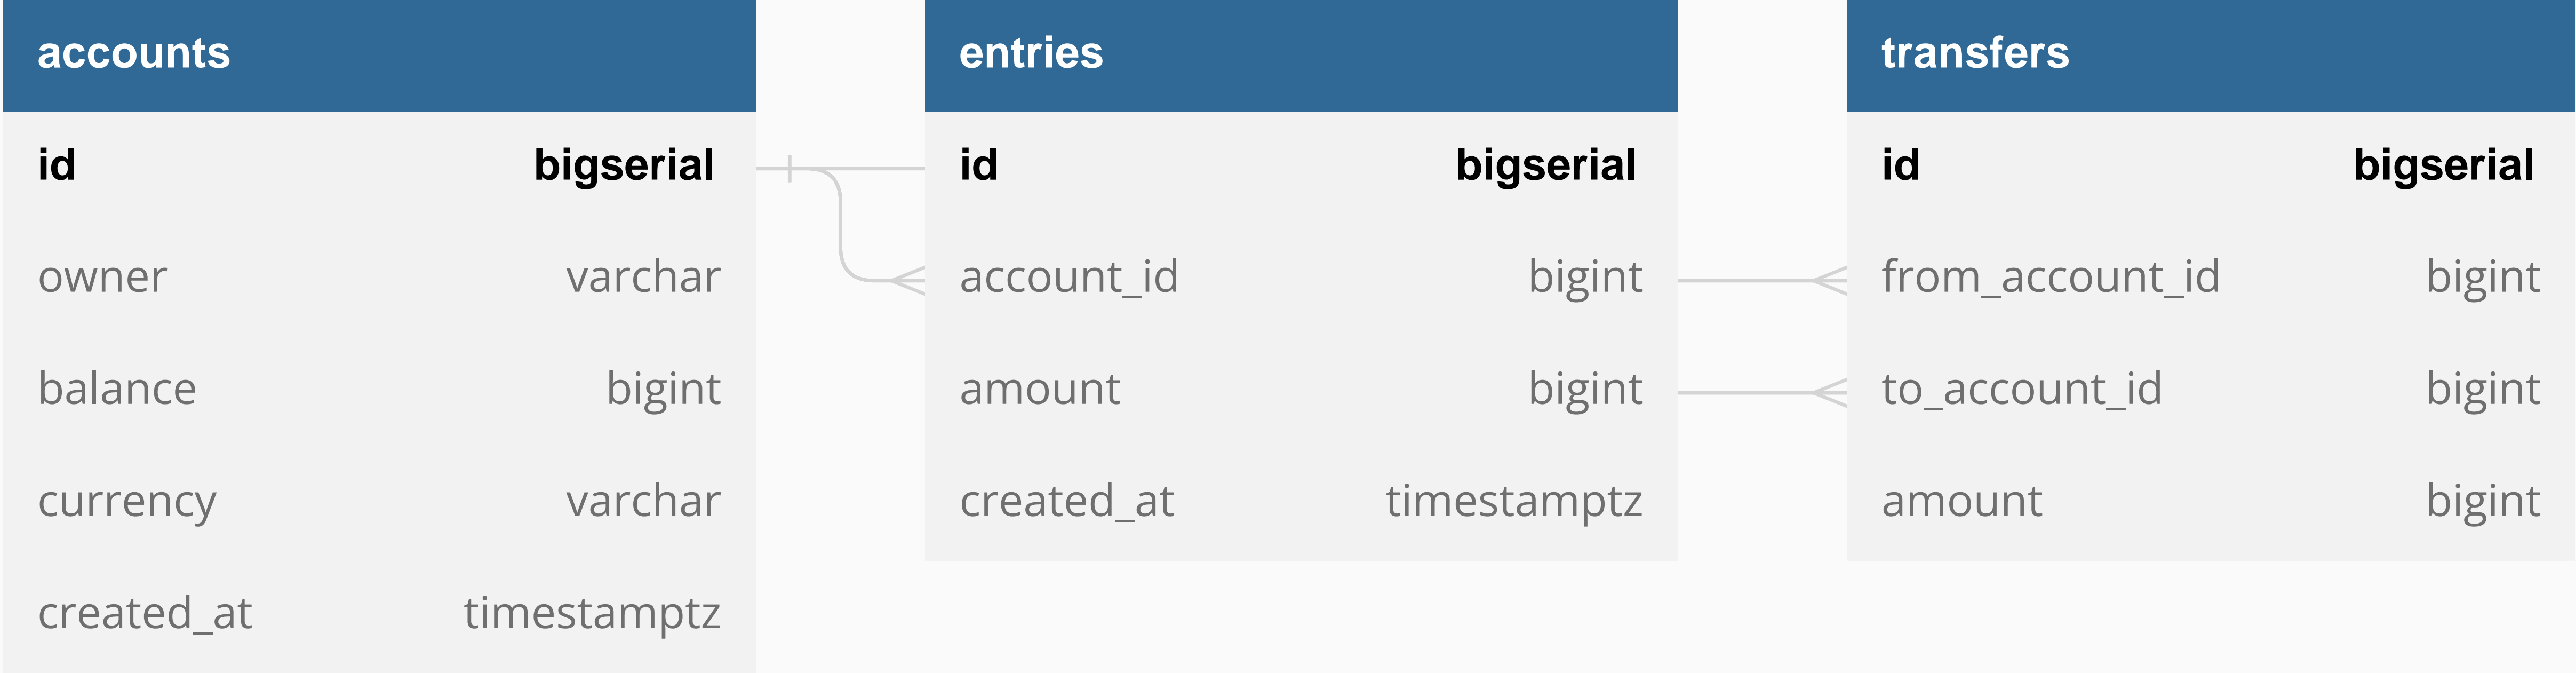 accounts
id bigserial
owner varchar
balance bigint
currency varchar
created_at timestamptz
entries
id bigserial
account_id bigint
amount bigint
created_at timestamptz
transfers
id bigserial
from_account_id bigint
to_account_id bigint
amount bigint